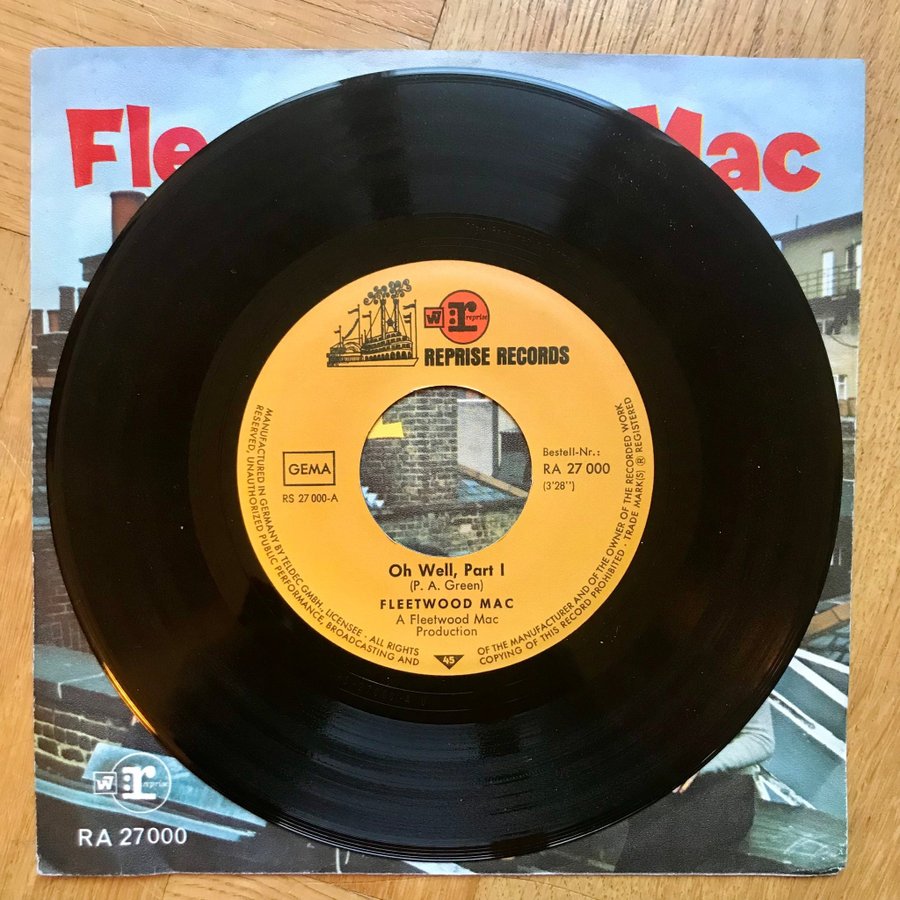 Fle
Mac
W
:r
reprise
REPRISE RECORDS
GEMA
RS 27 000-A
Bestell-Nr.:
RA 27 000
(3'28'')
Oh Well, Part I
(P. A. Green)
FLEETWOOD MAC
A Fleetwood Mac
Production
45
MANUFACTURED IN GERMANY BY TELDEC GMBH, LICENSEE · ALL RIGHTS
RESERVED, UNAUTHORIZED PUBLIC PERFORMANCE, BROADCASTING AND
OF THE MANUFACTURER AND OF THE OWNER OF THE RECORDED WORK
COPYING OF THIS RECORD PROHIBITED · TRADE MARK(S) ® REGISTERED
W
:r
reprise
RA 27000